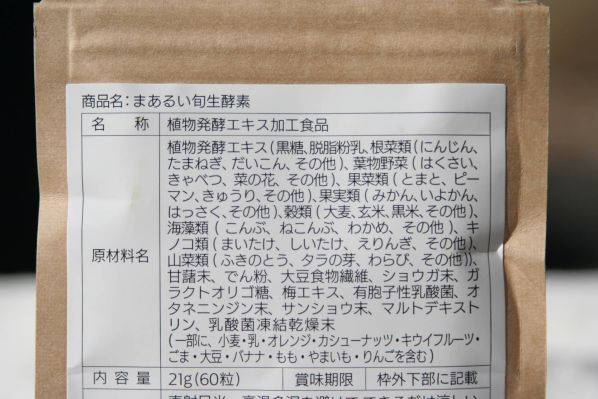 商品名：まあるい旬生酵素
名　称　植物発酵エキス加工食品
植物発酵エキス（黒糖、脱脂粉乳、根菜類（にんじん、
たまねぎ、だいこん、その他）、葉物野菜（はくさい、
きゃべつ、菜の花、その他）、果菜類（とまと、ピー
マン、きゅうり、その他）、果実類（みかん、いよかん、
はっさく、その他）、穀類（大麦、玄米、黒米、その他）、
海藻類（こんぶ、ねこんぶ、わかめ、その他）、キ
原材料名　ノコ類（まいたけ、しいたけ、えりんぎ、その他）、
山菜類（ふきのとう、タラの芽、わらび、その他））、
甘藷末、でん粉、大豆食物繊維、ショウガ末、ガ
ラクトオリゴ糖、梅エキス、有胞子性乳酸菌、オ
タネニンジン末、サンショウ末、マルトデキスト
リン、乳酸菌凍結乾燥末
（一部に、小麦・乳・オレンジ・カシューナッツ・キウイフルーツ・
ごま・大豆・バナナ・もも・やまいも・りんごを含む）
内容量　21g（60粒）　賞味期限　枠外下部に記載